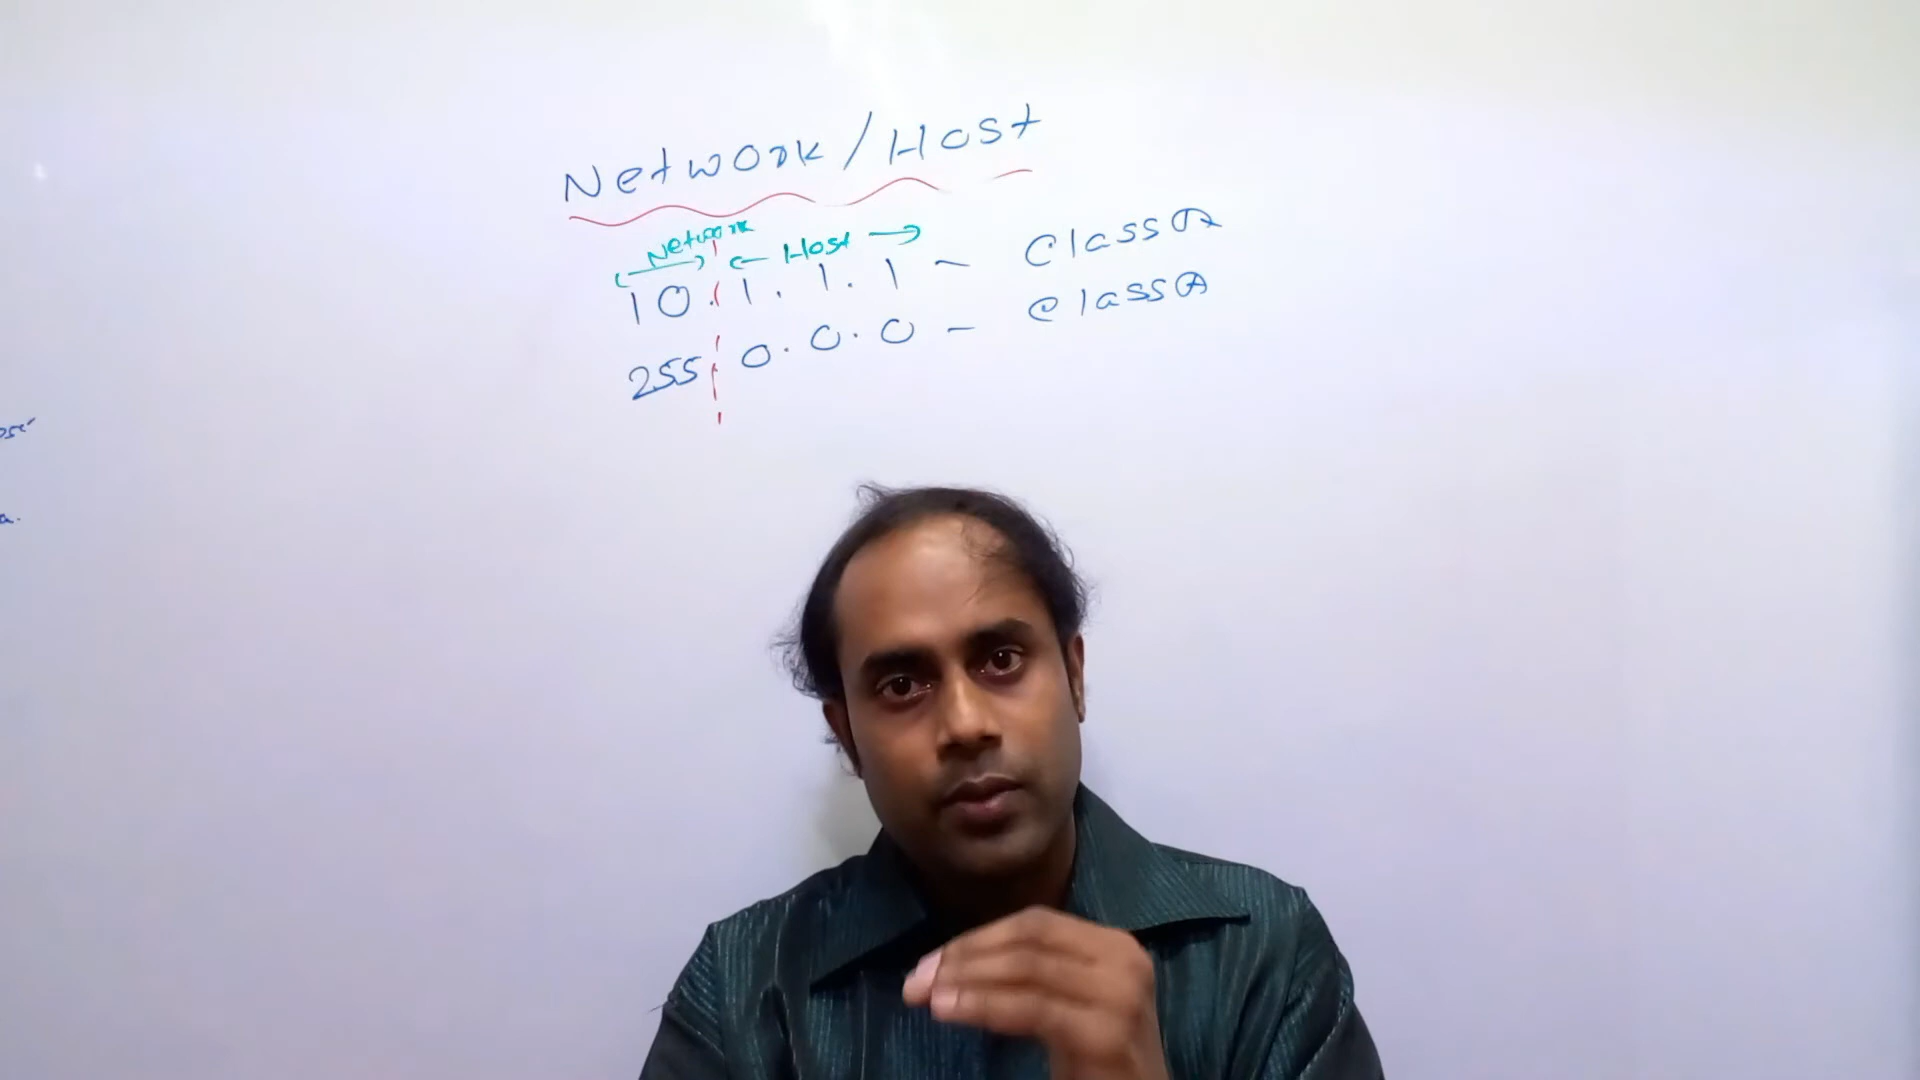 Network/Host
Network
← Host →
10.1.1.1 - Class A
255 0.0.0 - Class A